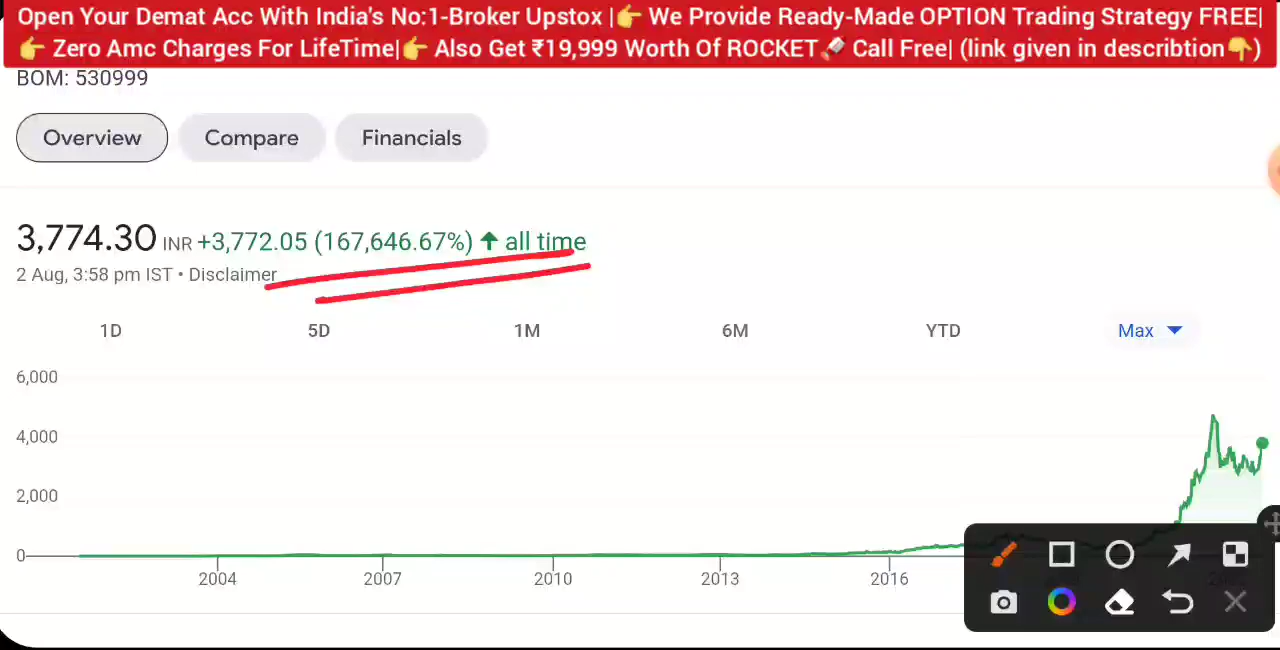 Open Your Demat Acc With India's No:1-Broker Upstox |👉 We Provide Ready-Made OPTION Trading Strategy FREE|
👉 Zero Amc Charges For LifeTime|👉 Also Get ₹19,999 Worth Of ROCKET🚀 Call Free| (link given in describtion👇)
BOM: 530999
Overview Compare Financials
3,774.30 INR +3,772.05 (167,646.67%) ↑ all time
2 Aug, 3:58 pm IST • Disclaimer
1D 5D 1M 6M YTD Max
6,000
4,000
2,000
0
2004 2007 2010 2013 2016